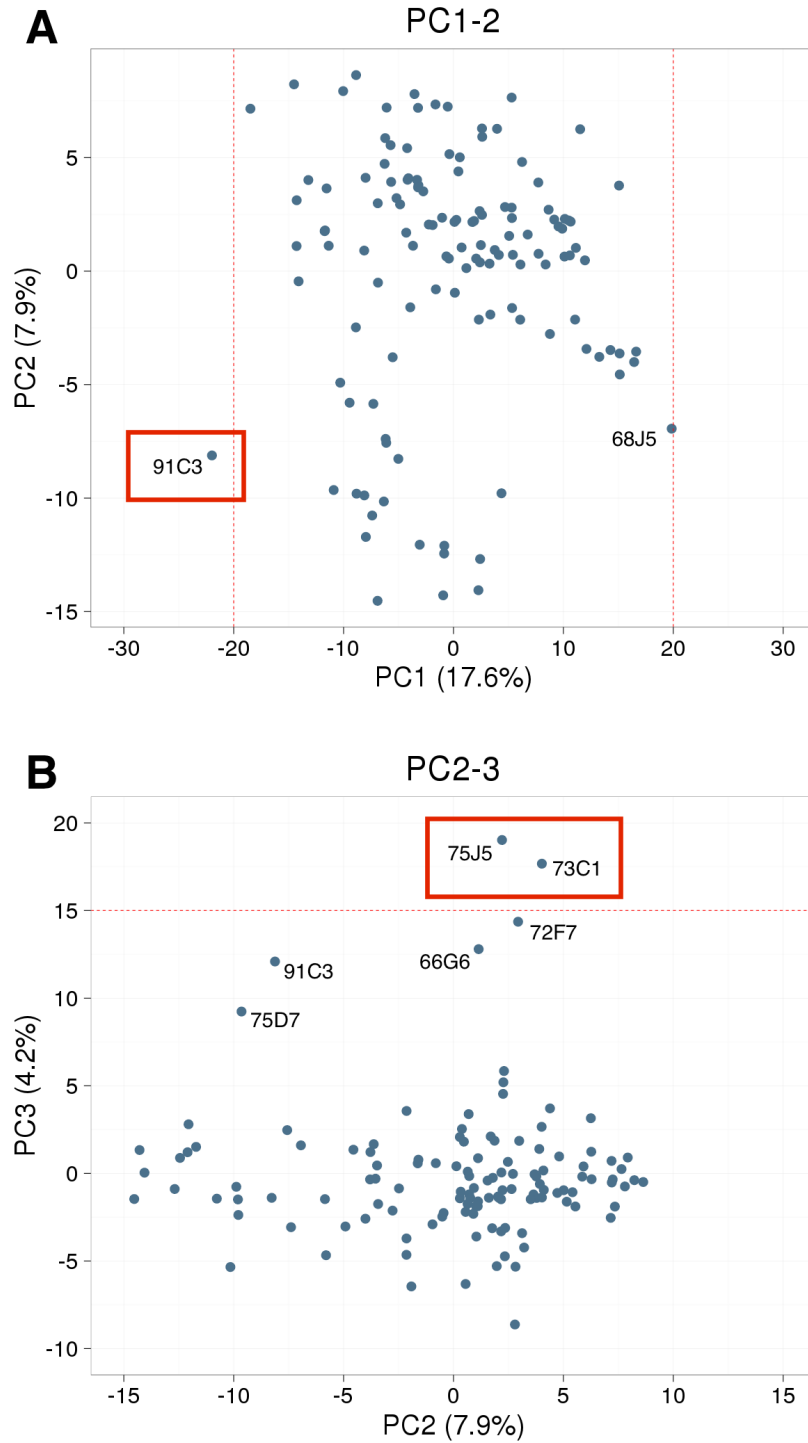 A
PC1-2
5
0
-5
-10
-15
PC2 (7.9%)
68J5
91C3
-30 -20 -10 0 10 20 30
PC1 (17.6%)
B
PC2-3
20
15
10
5
0
-5
-10
PC3 (4.2%)
75J5
73C1
72F7
66G6
91C3
75D7
-15 -10 -5 0 5 10 15
PC2 (7.9%)